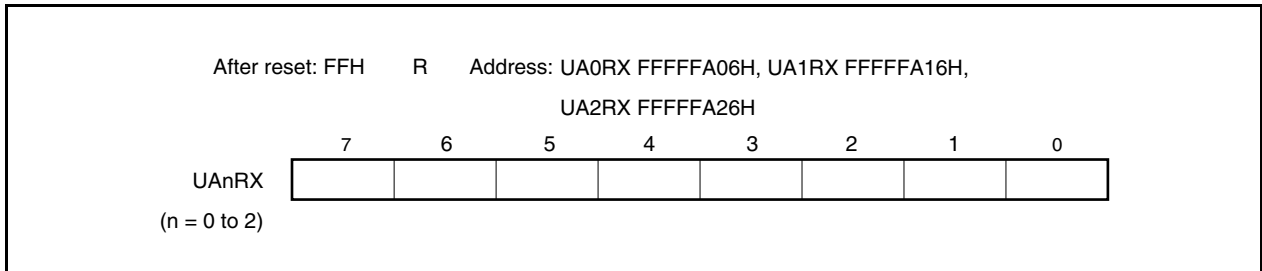 After reset: FFH R Address: UA0RX FFFFFA06H, UA1RX FFFFFA16H,
UA2RX FFFFFA26H
7 6 5 4 3 2 1 0
UAnRX
(n = 0 to 2)